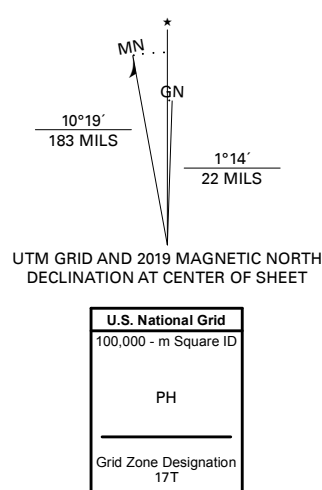 ★
MN
GN
10°19´
183 MILS
1°14´
22 MILS
UTM GRID AND 2019 MAGNETIC NORTH
DECLINATION AT CENTER OF SHEET
U.S. National Grid
100,000 - m Square ID
PH
Grid Zone Designation
17T